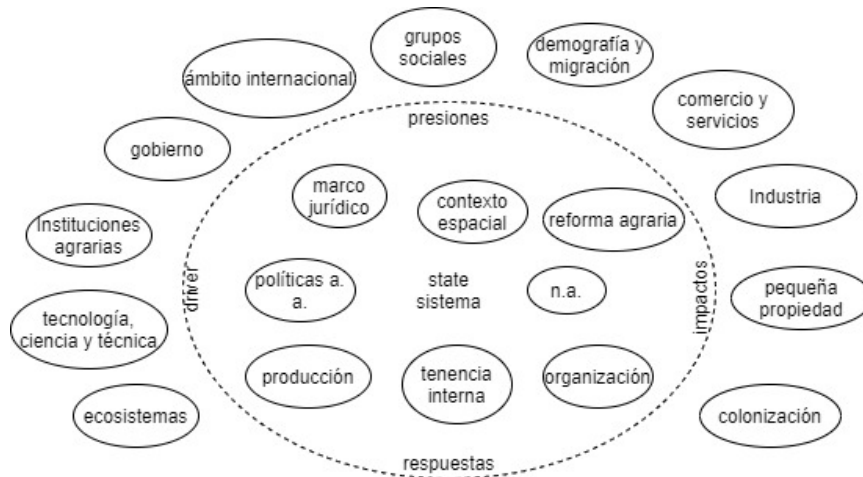 grupos
sociales
demografía y
migración
ámbito internacional
comercio y
servicios
presiones
gobierno
marco
jurídico
contexto
espacial
Industria
reforma agraria
Instituciones
agrarias
driver
políticas a.
a.
state
sistema
n.a.
impactos
pequeña
propiedad
tecnología,
ciencia y técnica
producción
tenencia
interna
organización
ecosistemas
colonización
respuestas